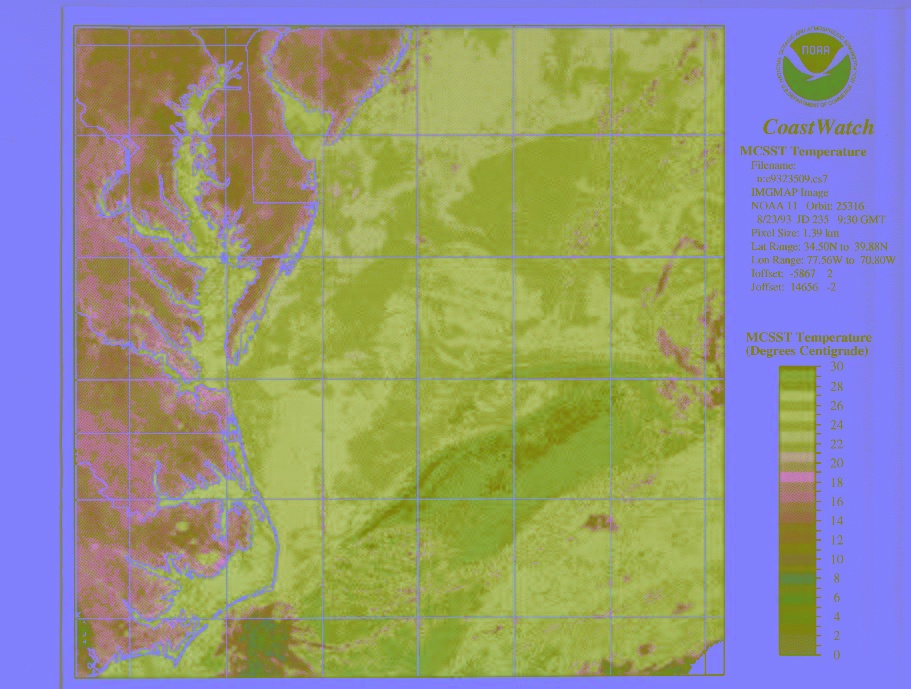 NOAA
CoastWatch
MCSST Temperature
Filename:
IMGMAP Image
NOAA 11 Orbit: 25316
8/23/93 JD 235 9:30 GMT
Pixel Size: 1.39 km
Lat Range: 34.50N to 39.88N
Lon Range: 77.56W to 70.80W
Ioffset: -5867 2
Joffset: 14656 -2
MCSST Temperature
(Degrees Centigrade)
30
28
26
24
22
20
18
16
14
12
10
8
6
4
2
0